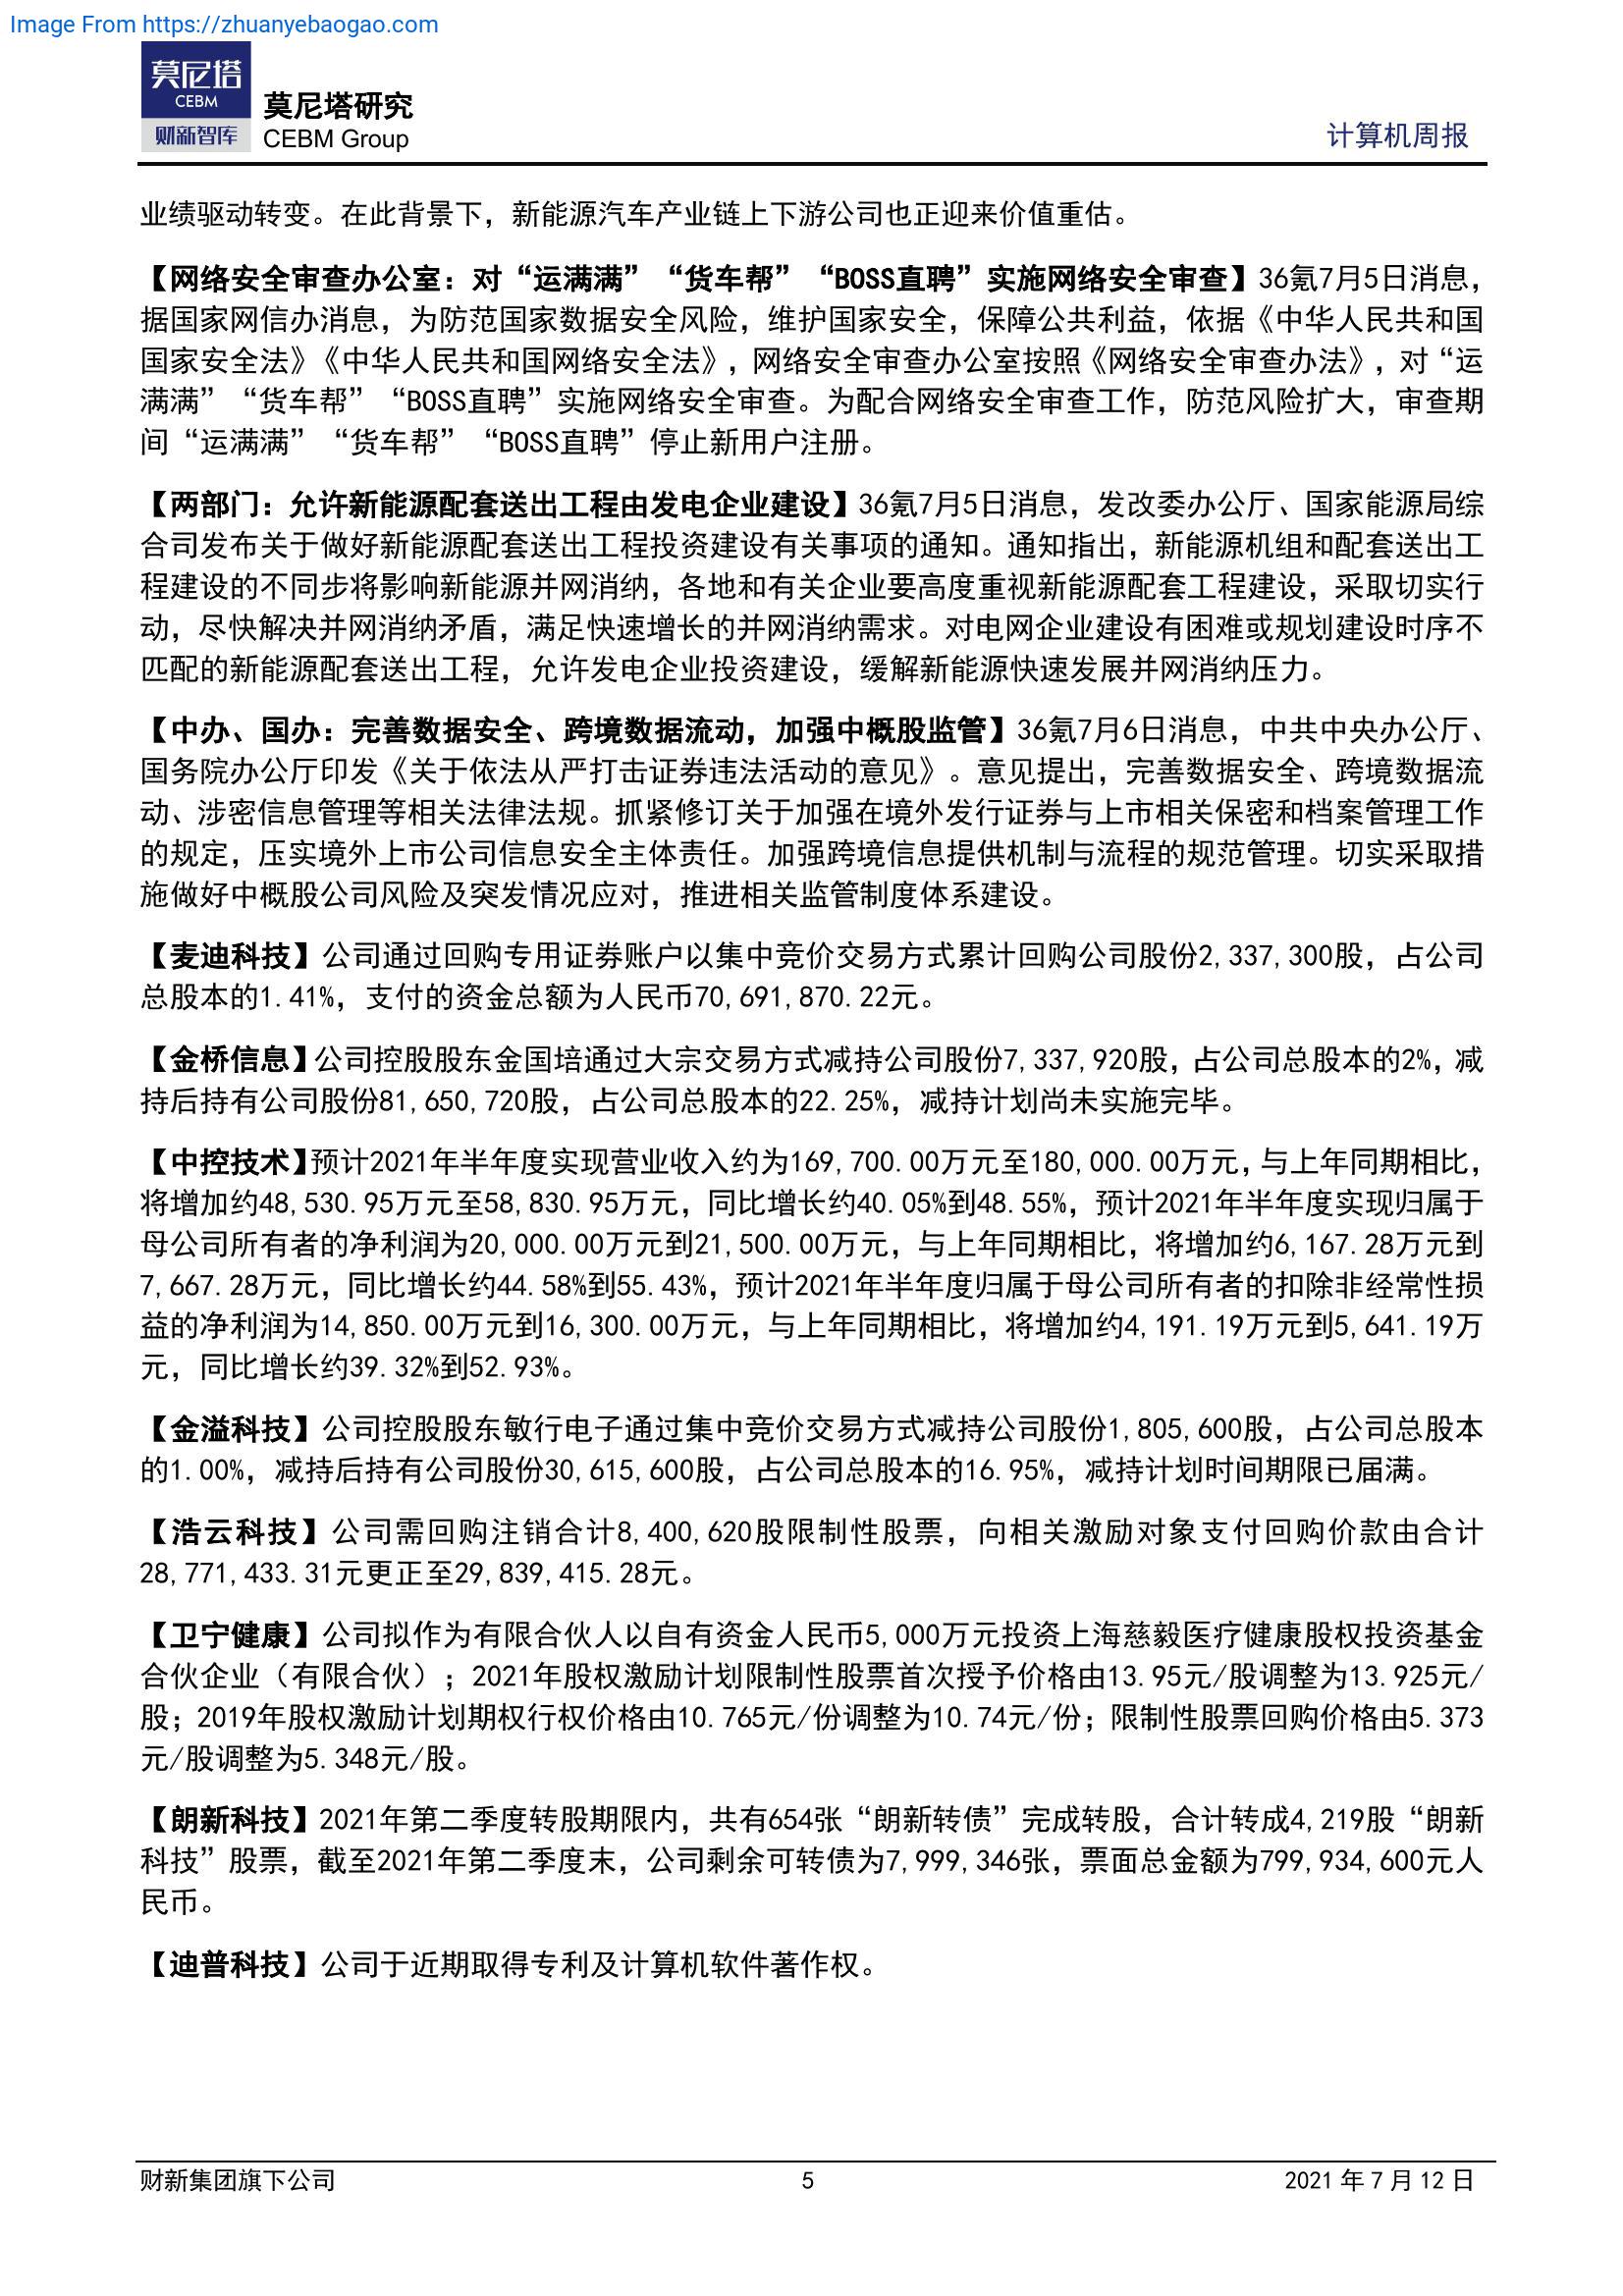 Image From https://zhuanyebaogao.com
莫尼塔
CEBM
财新智库
莫尼塔研究
CEBM Group
计算机周报
业绩驱动转变。在此背景下，新能源汽车产业链上下游公司也正迎来价值重估。
【网络安全审查办公室：对“运满满”“货车帮”“BOSS直聘”实施网络安全审查】36氪7月5日消息，
据国家网信办消息，为防范国家数据安全风险，维护国家安全，保障公共利益，依据《中华人民共和国
国家安全法》《中华人民共和国网络安全法》，网络安全审查办公室按照《网络安全审查办法》，对“运
满满”“货车帮”“BOSS直聘”实施网络安全审查。为配合网络安全审查工作，防范风险扩大，审查期
间“运满满”“货车帮”“BOSS直聘”停止新用户注册。
【两部门：允许新能源配套送出工程由发电企业建设】36氪7月5日消息，发改委办公厅、国家能源局综
合司发布关于做好新能源配套送出工程投资建设有关事项的通知。通知指出，新能源机组和配套送出工
程建设的不同步将影响新能源并网消纳，各地和有关企业要高度重视新能源配套工程建设，采取切实行
动，尽快解决并网消纳矛盾，满足快速增长的并网消纳需求。对电网企业建设有困难或规划建设时序不
匹配的新能源配套送出工程，允许发电企业投资建设，缓解新能源快速发展并网消纳压力。
【中办、国办：完善数据安全、跨境数据流动，加强中概股监管】36氪7月6日消息，中共中央办公厅、
国务院办公厅印发《关于依法从严打击证券违法活动的意见》。意见提出，完善数据安全、跨境数据流
动、涉密信息管理等相关法律法规。抓紧修订关于加强在境外发行证券与上市相关保密和档案管理工作
的规定，压实境外上市公司信息安全主体责任。加强跨境信息提供机制与流程的规范管理。切实采取措
施做好中概股公司风险及突发情况应对，推进相关监管制度体系建设。
【麦迪科技】公司通过回购专用证券账户以集中竞价交易方式累计回购公司股份2,337,300股，占公司
总股本的1.41%，支付的资金总额为人民币70,691,870.22元。
【金桥信息】公司控股股东金国培通过大宗交易方式减持公司股份7,337,920股，占公司总股本的2%，减
持后持有公司股份81,650,720股，占公司总股本的22.25%，减持计划尚未实施完毕。
【中控技术】预计2021年半年度实现营业收入约为169,700.00万元至180,000.00万元，与上年同期相比，
将增加约48,530.95万元至58,830.95万元，同比增长约40.05%到48.55%，预计2021年半年度实现归属于
母公司所有者的净利润为20,000.00万元到21,500.00万元，与上年同期相比，将增加约6,167.28万元到
7,667.28万元，同比增长约44.58%到55.43%，预计2021年半年度归属于母公司所有者的扣除非经常性损
益的净利润为14,850.00万元到16,300.00万元，与上年同期相比，将增加约4,191.19万元到5,641.19万
元，同比增长约39.32%到52.93%。
【金溢科技】公司控股股东敏行电子通过集中竞价交易方式减持公司股份1,805,600股，占公司总股本
的1.00%，减持后持有公司股份30,615,600股，占公司总股本的16.95%，减持计划时间期限已届满。
【浩云科技】公司需回购注销合计8,400,620股限制性股票，向相关激励对象支付回购价款由合计
28,771,433.31元更正至29,839,415.28元。
【卫宁健康】公司拟作为有限合伙人以自有资金人民币5,000万元投资上海慈毅医疗健康股权投资基金
合伙企业（有限合伙）；2021年股权激励计划限制性股票首次授予价格由13.95元/股调整为13.925元/
股；2019年股权激励计划期权行权价格由10.765元/份调整为10.74元/份；限制性股票回购价格由5.373
元/股调整为5.348元/股。
【朗新科技】2021年第二季度转股期限内，共有654张“朗新转债”完成转股，合计转成4,219股“朗新
科技”股票，截至2021年第二季度末，公司剩余可转债为7,999,346张，票面总金额为799,934,600元人
民币。
【迪普科技】公司于近期取得专利及计算机软件著作权。
财新集团旗下公司
5
2021 年 7 月 12 日